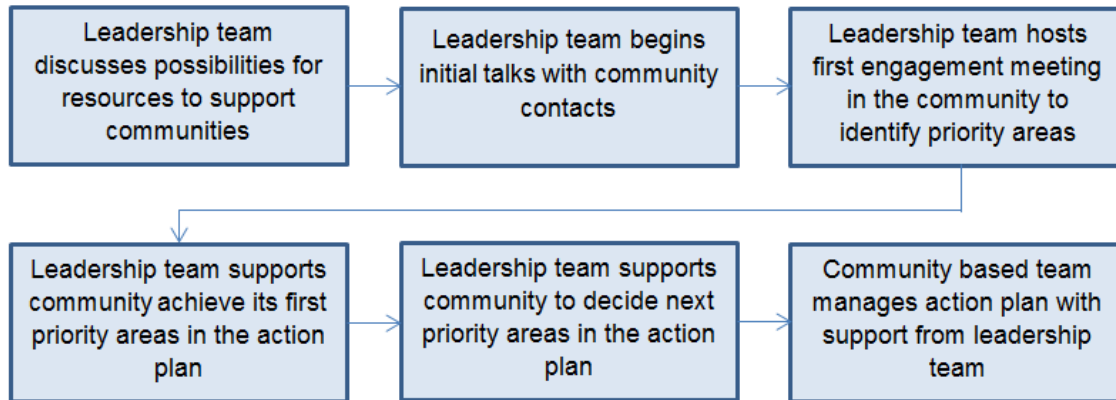 Leadership team
discusses possibilities for
resources to support
communities
Leadership team begins
initial talks with community
contacts
Leadership team hosts
first engagement meeting
in the community to
identify priority areas
Leadership team supports
community achieve its first
priority areas in the action
plan
Leadership team supports
community to decide next
priority areas in the action
plan
Community based team
manages action plan with
support from leadership
team